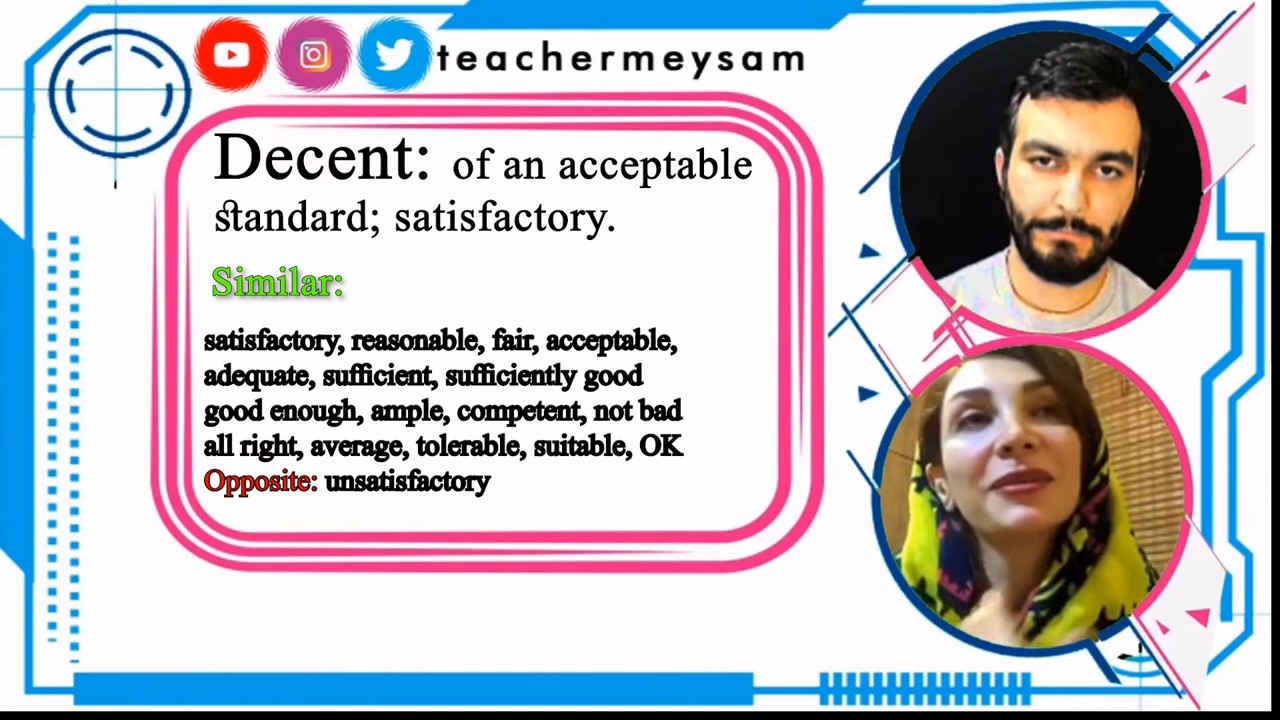 teachermeysam
Decent: of an acceptable
standard; satisfactory.
Similar:
satisfactory, reasonable, fair, acceptable,
adequate, sufficient, sufficiently good
good enough, ample, competent, not bad
all right, average, tolerable, suitable, OK
Opposite: unsatisfactory